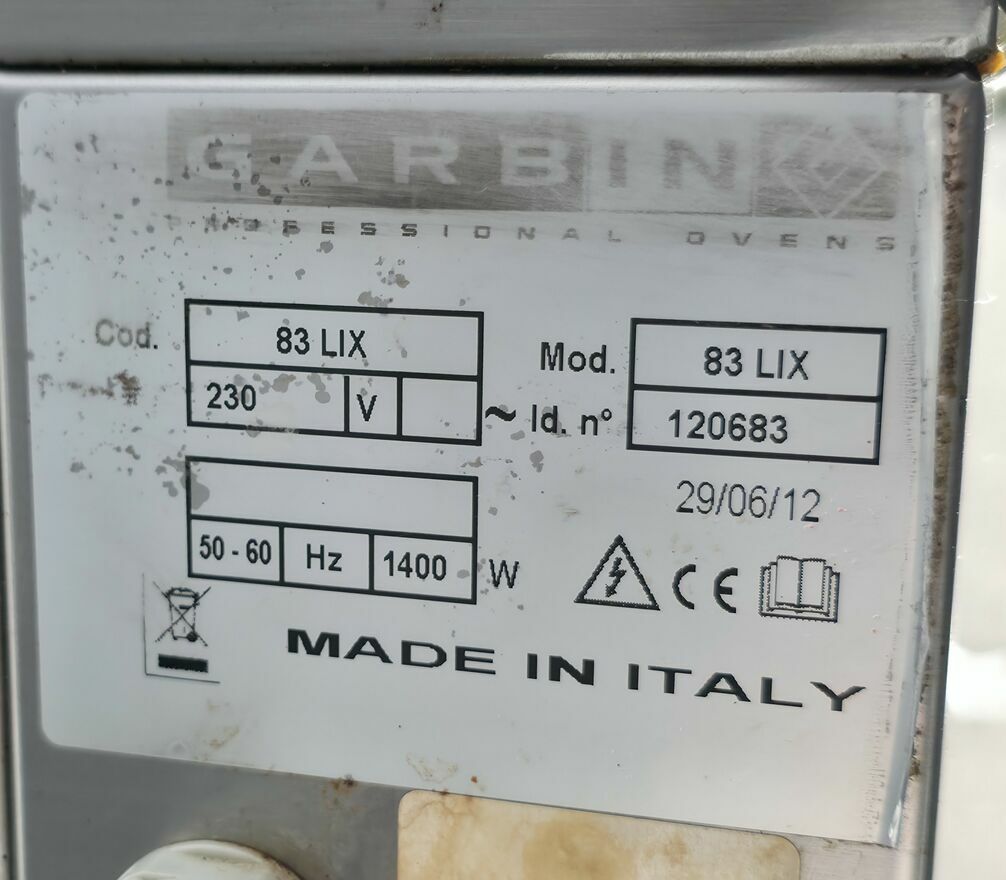 GARBIN
PROFESSIONAL OVENS
Cod. 83 LIX
230 V ~
Mod. 83 LIX
Id. n° 120683
29/06/12
50 - 60 Hz 1400 W
CE
MADE IN ITALY